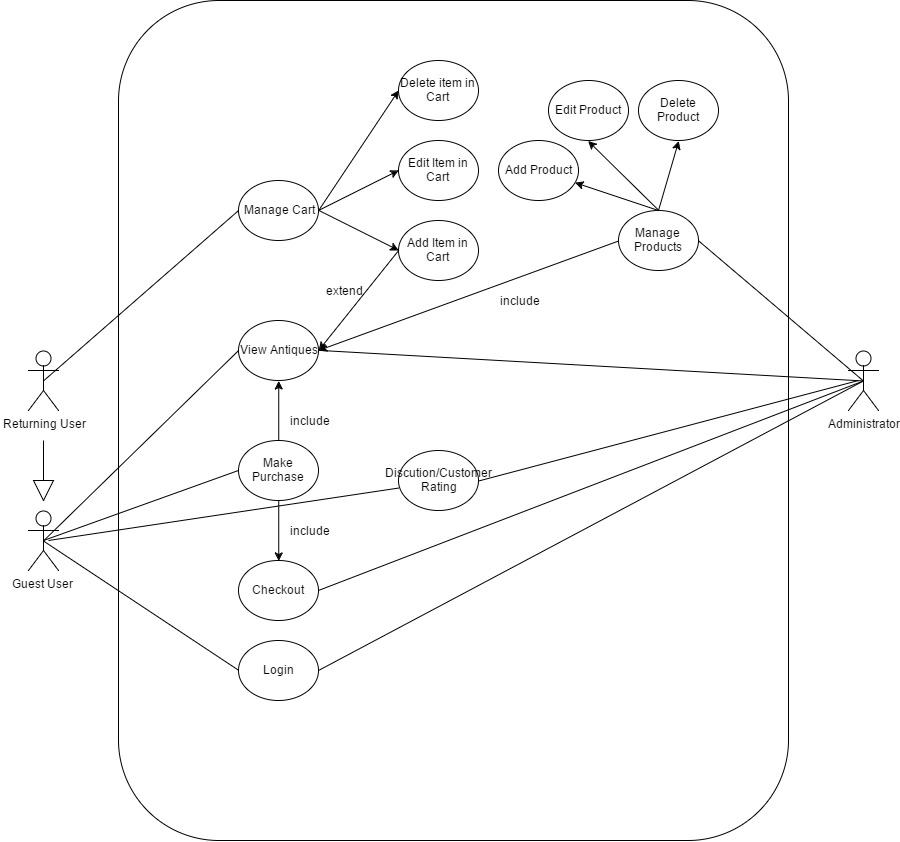 Delete item in
Cart
Edit Product
Delete
Product
Edit Item in
Cart
Add Product
Manage Cart
Add Item in
Cart
Manage
Products
extend
include
View Antiques
Returning User
Administrator
include
Make
Purchase
Discution/Customer
Rating
include
Guest User
Checkout
Login